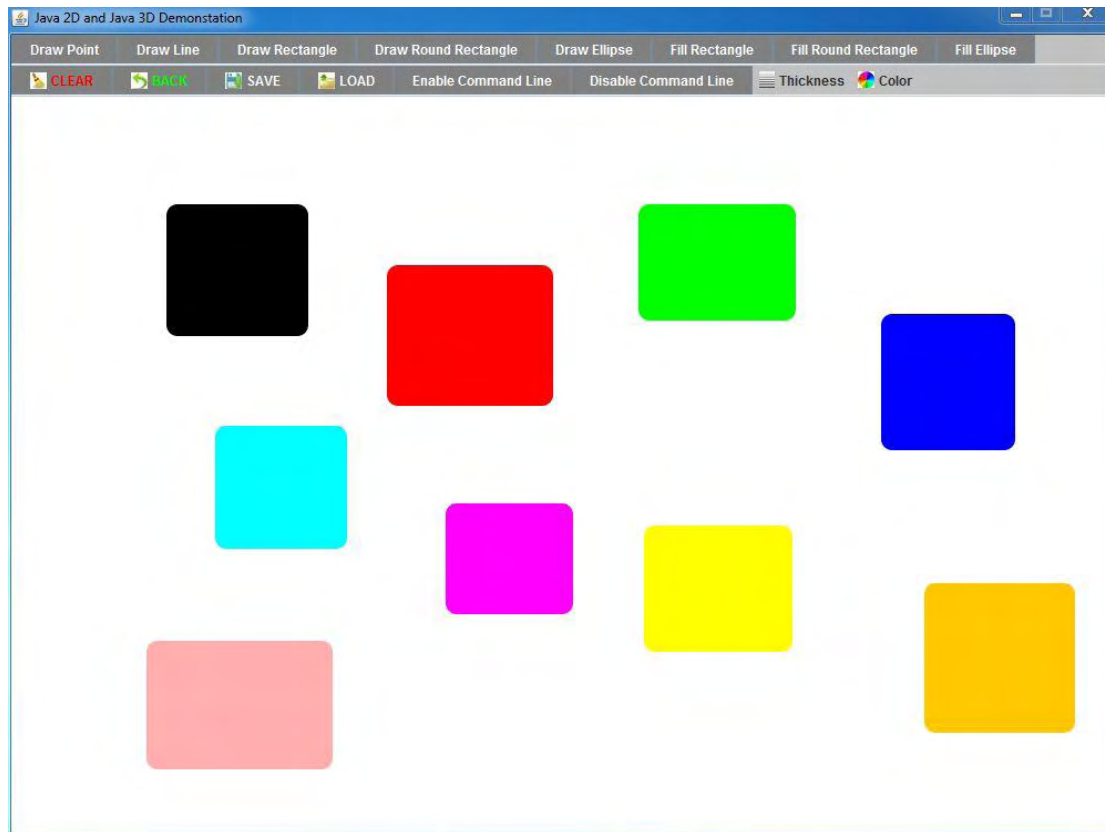 Java 2D and Java 3D Demonstation
Draw Point Draw Line Draw Rectangle Draw Round Rectangle Draw Ellipse Fill Rectangle Fill Round Rectangle Fill Ellipse
CLEAR BACK SAVE LOAD Enable Command Line Disable Command Line Thickness Color